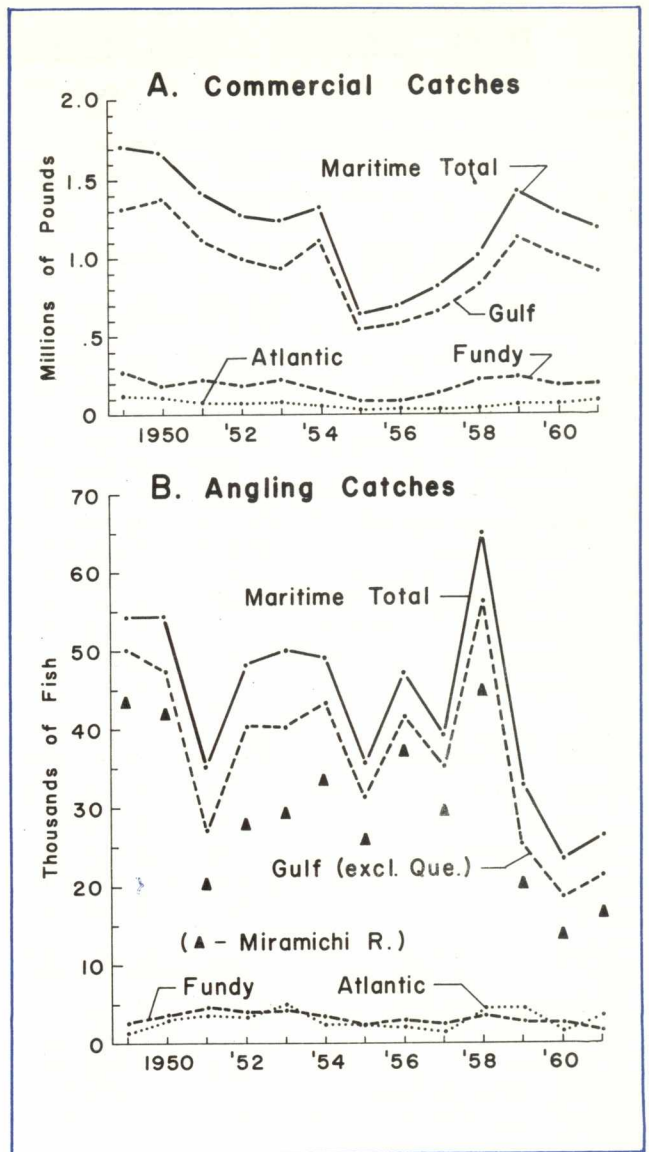 A. Commercial Catches
Millions of Pounds
2.0
1.5
1.0
.5
0
Maritime Total
Gulf
Atlantic
Fundy
1950 '52 '54 '56 '58 '60
B. Angling Catches
Thousands of Fish
70
60
50
40
30
20
10
0
Maritime Total
Gulf (excl. Que.)
(▲ - Miramichi R.)
Fundy
Atlantic
1950 '52 '54 '56 '58 '60